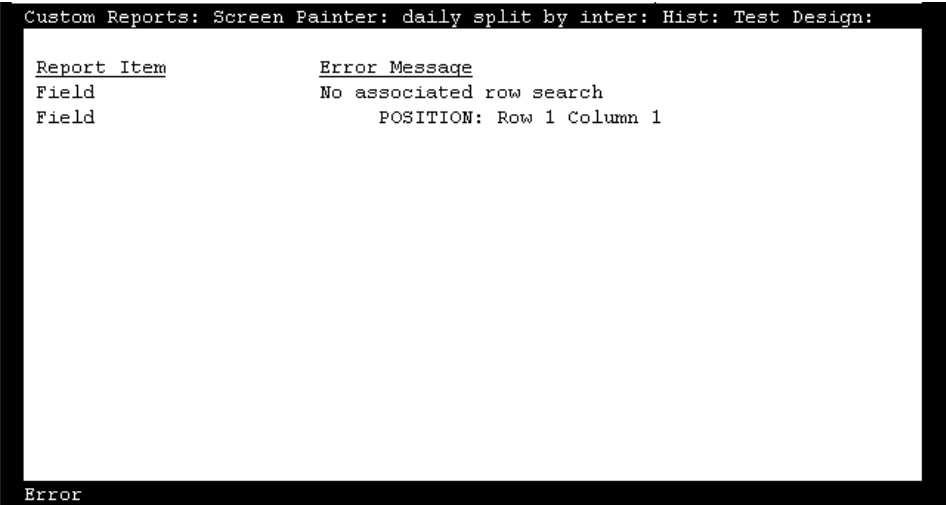 Custom Reports: Screen Painter: daily split by inter: Hist: Test Design:
Report Item Error Message
Field No associated row search
Field POSITION: Row 1 Column 1
Error